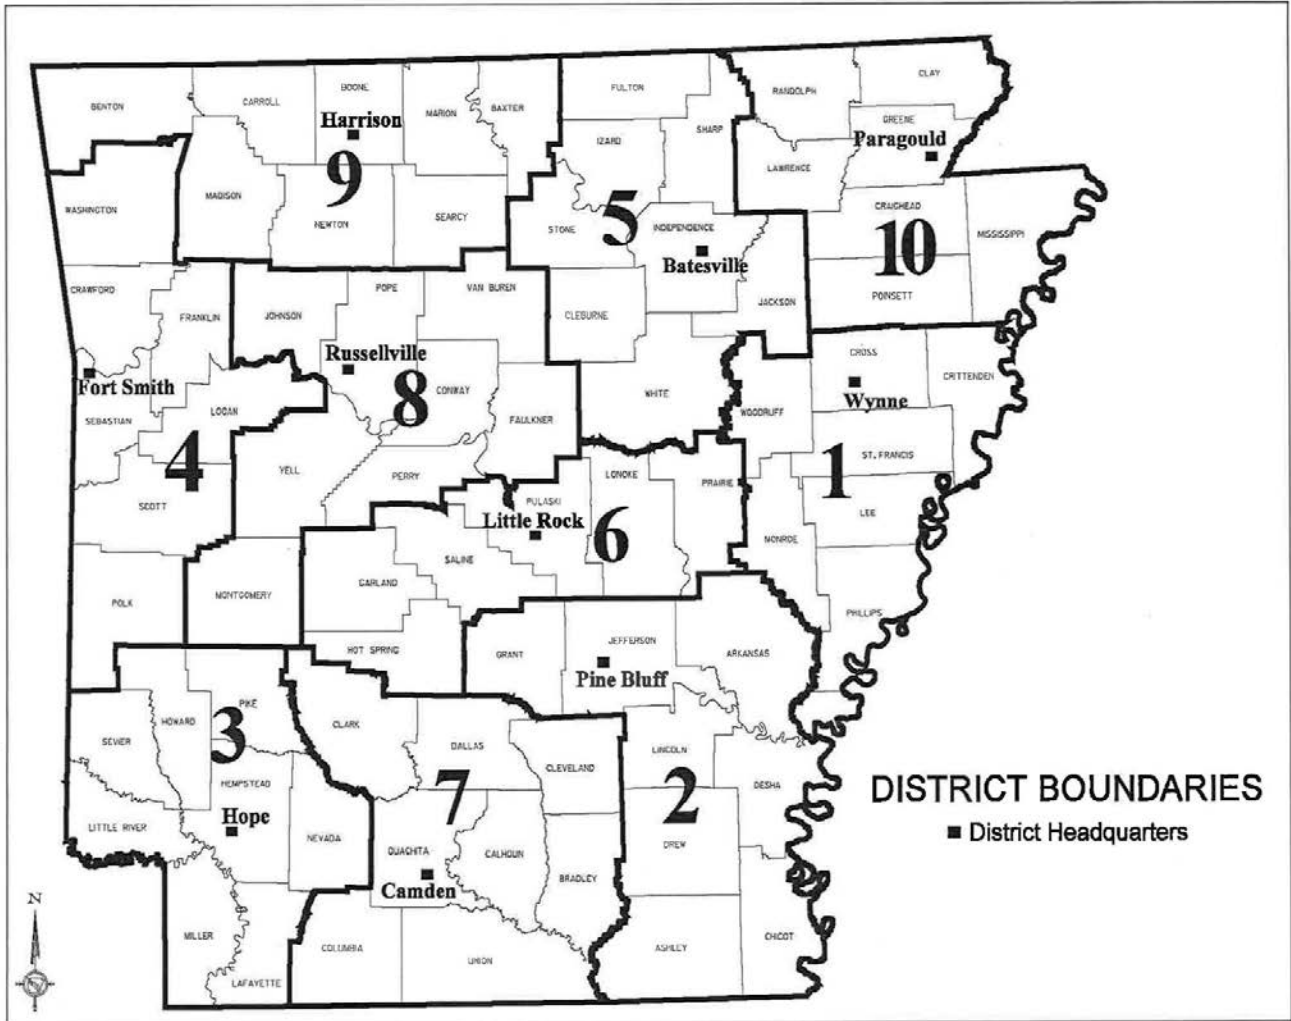 BENTON
CARROLL
BOONE
MARION
BAXTER
FULTON
RANDOLPH
CLAY
Harrison
IZARD
SHARP
GREENE
Paragould
LAWRENCE
9
WASHINGTON
MADISON
NEWTON
SEARCY
STONE
5
INDEPENDENCE
Batesville
CRAIGHEAD
10
MISSISSIPPI
CRAWFORD
FRANKLIN
JOHNSON
POPE
VAN BUREN
CLEBURNE
JACKSON
POINSETT
Fort Smith
Russellville
8
CONWAY
CROSS
Wynne
CRITTENDEN
SEBASTIAN
LOGAN
FAULKNER
WHITE
WOODRUFF
4
YELL
PERRY
ST. FRANCIS
1
SCOTT
PULASKI
Little Rock
LONOKE
6
PRAIRIE
LEE
MONROE
SALINE
GARLAND
POLK
MONTGOMERY
PHILLIPS
HOT SPRING
GRANT
JEFFERSON
Pine Bluff
ARKANSAS
SEVIER
HOWARD
PIKE
3
CLARK
DALLAS
7
CLEVELAND
LINCOLN
2
DESHA
HEMPSTEAD
Hope
LITTLE RIVER
NEVADA
OUACHITA
Camden
CALHOUN
BRADLEY
DREW
MILLER
LAFAYETTE
COLUMBIA
UNION
ASHLEY
CHICOT
DISTRICT BOUNDARIES
■ District Headquarters
N